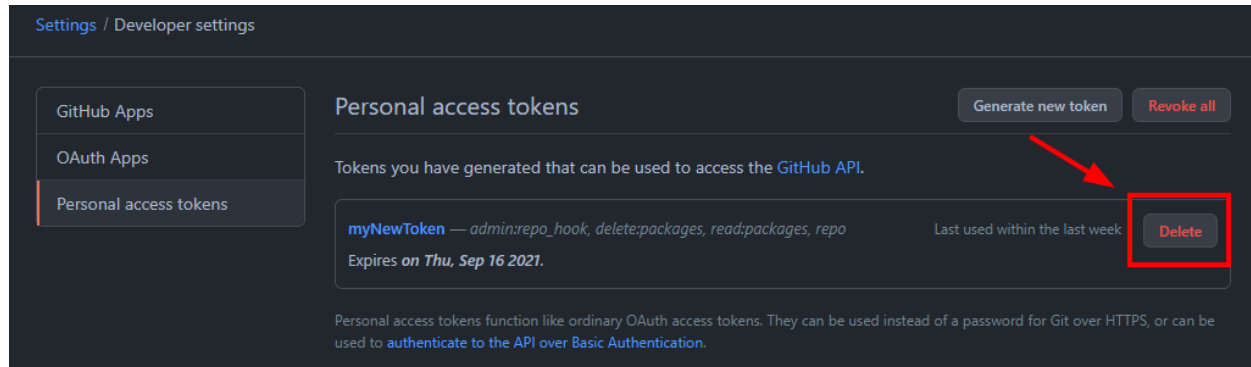 Settings / Developer settings
GitHub Apps
OAuth Apps
Personal access tokens
Personal access tokens
Generate new token
Revoke all
Tokens you have generated that can be used to access the GitHub API.
myNewToken — admin:repo_hook, delete:packages, read:packages, repo
Last used within the last week
Delete
Expires on Thu, Sep 16 2021.
Personal access tokens function like ordinary OAuth access tokens. They can be used instead of a password for Git over HTTPS, or can be
used to authenticate to the API over Basic Authentication.